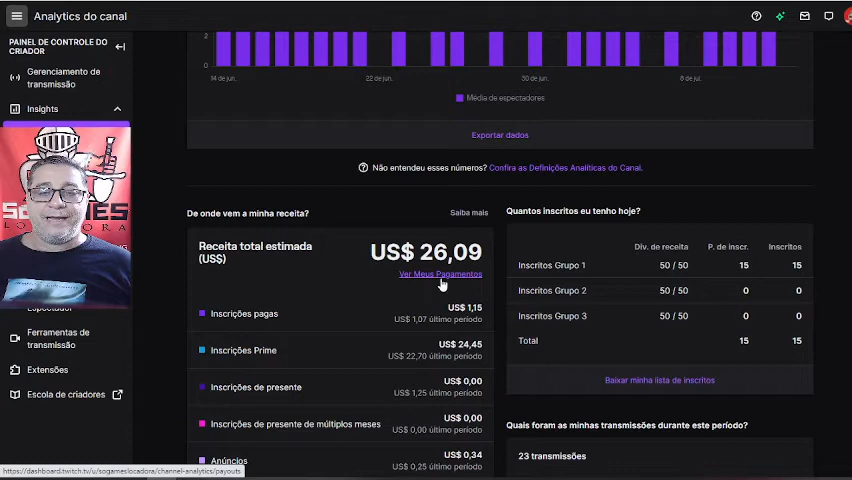 Analytics do canal
PAINEL DE CONTROLE DO
CRIADOR
Gerenciamento de
transmissão
Insights
2
0
14 de jun.
22 de jun.
30 de jun.
8 de jul.
Média de espectadores
Exportar dados
Não entendeu esses números? Confira as Definições Analíticas do Canal.
De onde vem a minha receita?
Saiba mais
Receita total estimada
(US$)
US$ 26,09
Ver Meus Pagamentos
Inscrições pagas
US$ 1,15
US$ 1,07 último período
Inscrições Prime
US$ 24,45
US$ 22,70 último período
Inscrições de presente
US$ 0,00
US$ 1,25 último período
Inscrições de presente de múltiplos meses
US$ 0,00
US$ 0,00 último período
Anúncios
US$ 0,34
US$ 0,25 último período
Quantos inscritos eu tenho hoje?
Div. de receita
P. de inscr.
Inscritos
Inscritos Grupo 1
50 / 50
15
15
Inscritos Grupo 2
50 / 50
0
0
Inscritos Grupo 3
50 / 50
0
0
Total
15
15
Baixar minha lista de inscritos
Quais foram as minhas transmissões durante este período?
23 transmissões
Espectador
Ferramentas de
transmissão
Extensões
Escola de criadores
https://dashboard.twitch.tv/u/sogameslocadora/channel-analytics/payouts